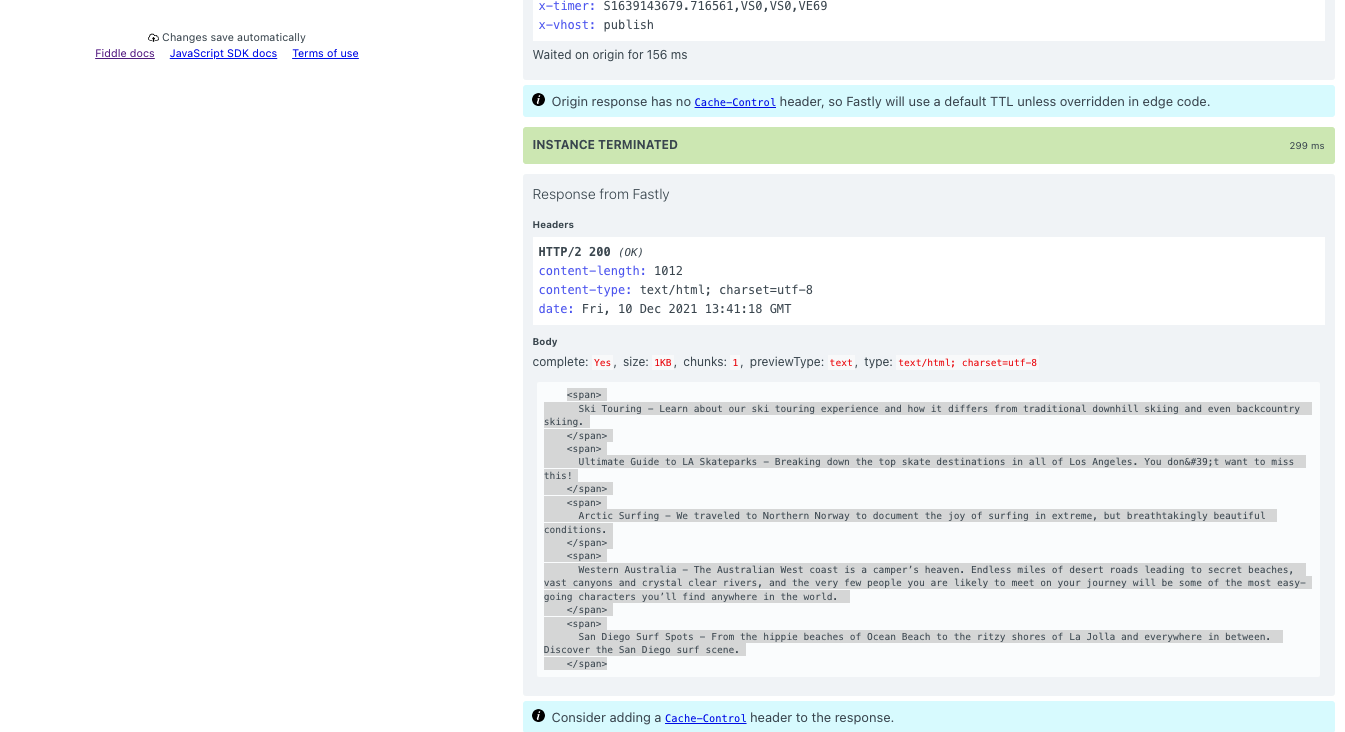 Changes save automatically
Fiddle docs JavaScript SDK docs Terms of use
x-timer: S1639143679.716561,VS0,VS0,VE69
x-vhost: publish
Waited on origin for 156 ms
Origin response has no Cache-Control header, so Fastly will use a default TTL unless overridden in edge code.
INSTANCE TERMINATED 299 ms
Response from Fastly
Headers
HTTP/2 200 (OK)
content-length: 1012
content-type: text/html; charset=utf-8
date: Fri, 10 Dec 2021 13:41:18 GMT
Body
complete: Yes, size: 1KB, chunks: 1, previewType: text, type: text/html; charset=utf-8
<span>
Ski Touring – Learn about our ski touring experience and how it differs from traditional downhill skiing and even backcountry
skiing.
</span>
<span>
Ultimate Guide to LA Skateparks – Breaking down the top skate destinations in all of Los Angeles. You don&#39;t want to miss
this!
</span>
<span>
Arctic Surfing – We traveled to Northern Norway to document the joy of surfing in extreme, but breathtakingly beautiful
conditions.
</span>
<span>
Western Australia – The Australian West coast is a camper’s heaven. Endless miles of desert roads leading to secret beaches,
vast canyons and crystal clear rivers, and the very few people you are likely to meet on your journey will be some of the most easy-
going characters you’ll find anywhere in the world.
</span>
<span>
San Diego Surf Spots – From the hippie beaches of Ocean Beach to the ritzy shores of La Jolla and everywhere in between.
Discover the San Diego surf scene.
</span>
Consider adding a Cache-Control header to the response.